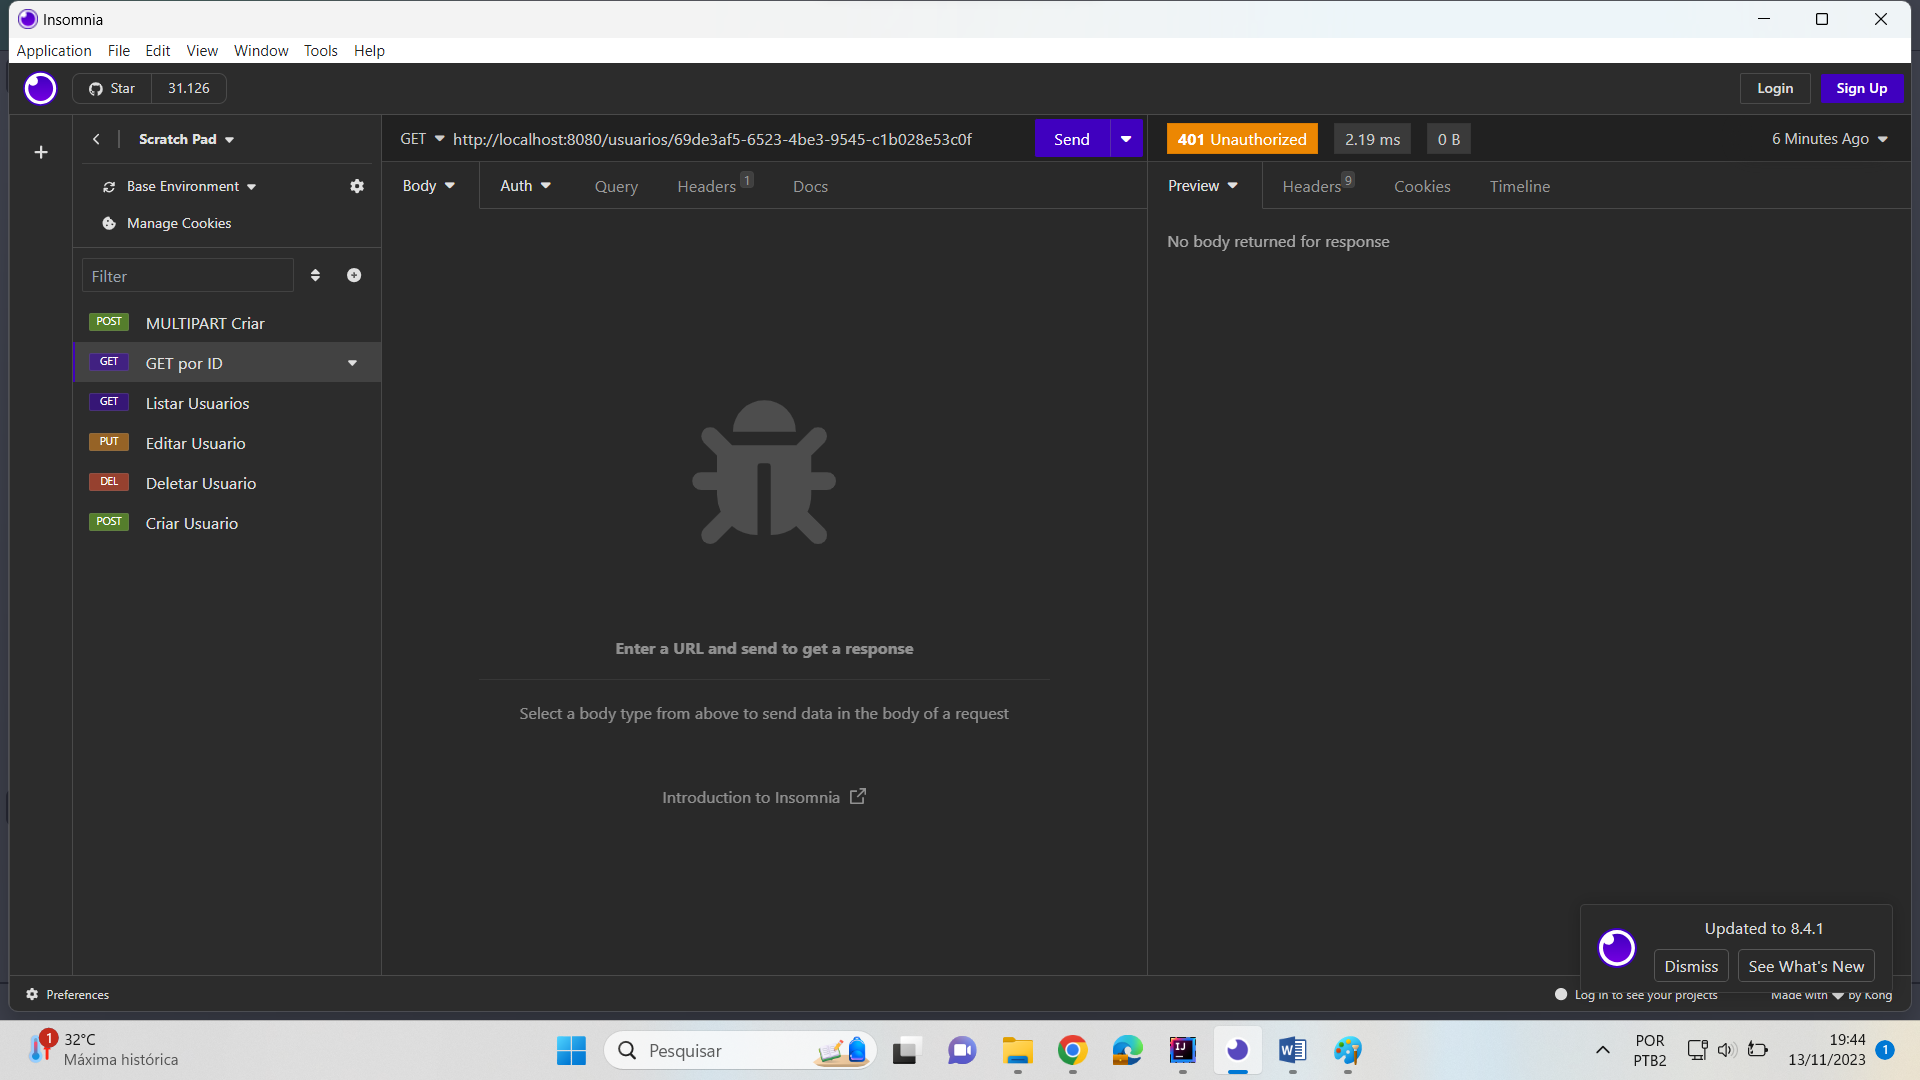 Insomnia
Application File Edit View Window Tools Help
Star 31.126 Login Sign Up
Scratch Pad
GET http://localhost:8080/usuarios/69de3af5-6523-4be3-9545-c1b028e53c0f Send
401 Unauthorized 2.19 ms 0 B 6 Minutes Ago
Base Environment
Manage Cookies
Body Auth Query Headers 1 Docs
Preview Headers 9 Cookies Timeline
No body returned for response
Filter
POST MULTIPART Criar
GET GET por ID
GET Listar Usuarios
PUT Editar Usuario
DEL Deletar Usuario
POST Criar Usuario
Enter a URL and send to get a response
Select a body type from above to send data in the body of a request
Introduction to Insomnia
Updated to 8.4.1
Dismiss See What's New
Preferences
Log in to see your projects Made with by Kong
1 32°C
Máxima histórica
Pesquisar
IJ
POR
PTB2
19:44
13/11/2023
1